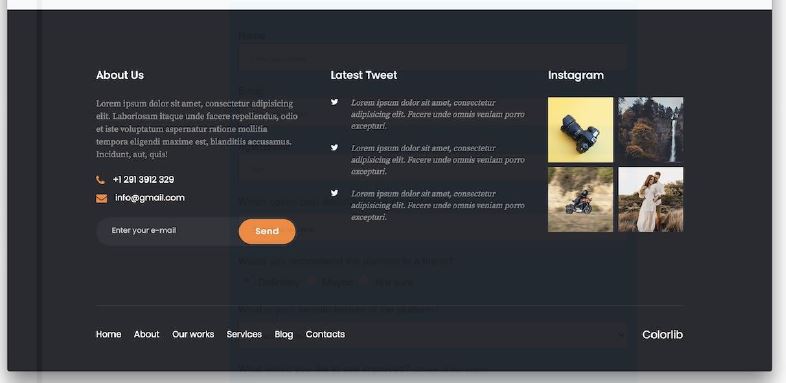 About Us
Lorem ipsum dolor sit amet, consectetur adipisicing
elit. Laboriosam itaque unde facere repellendus, odio
et iste voluptatum aspernatur ratione mollitia
tempora eligendi maxime est, blanditiis accusamus.
Incidunt, aut, quis!
+1 291 3912 329
info@gmail.com
Enter your e-mail
Send
Latest Tweet
Lorem ipsum dolor sit amet, consectetur
adipisicing elit. Facere unde omnis veniam porro
excepturi.
Lorem ipsum dolor sit amet, consectetur
adipisicing elit. Facere unde omnis veniam porro
excepturi.
Lorem ipsum dolor sit amet, consectetur
adipisicing elit. Facere unde omnis veniam porro
excepturi.
Instagram
Name
Home About Our works Services Blog Contacts
Colorlib